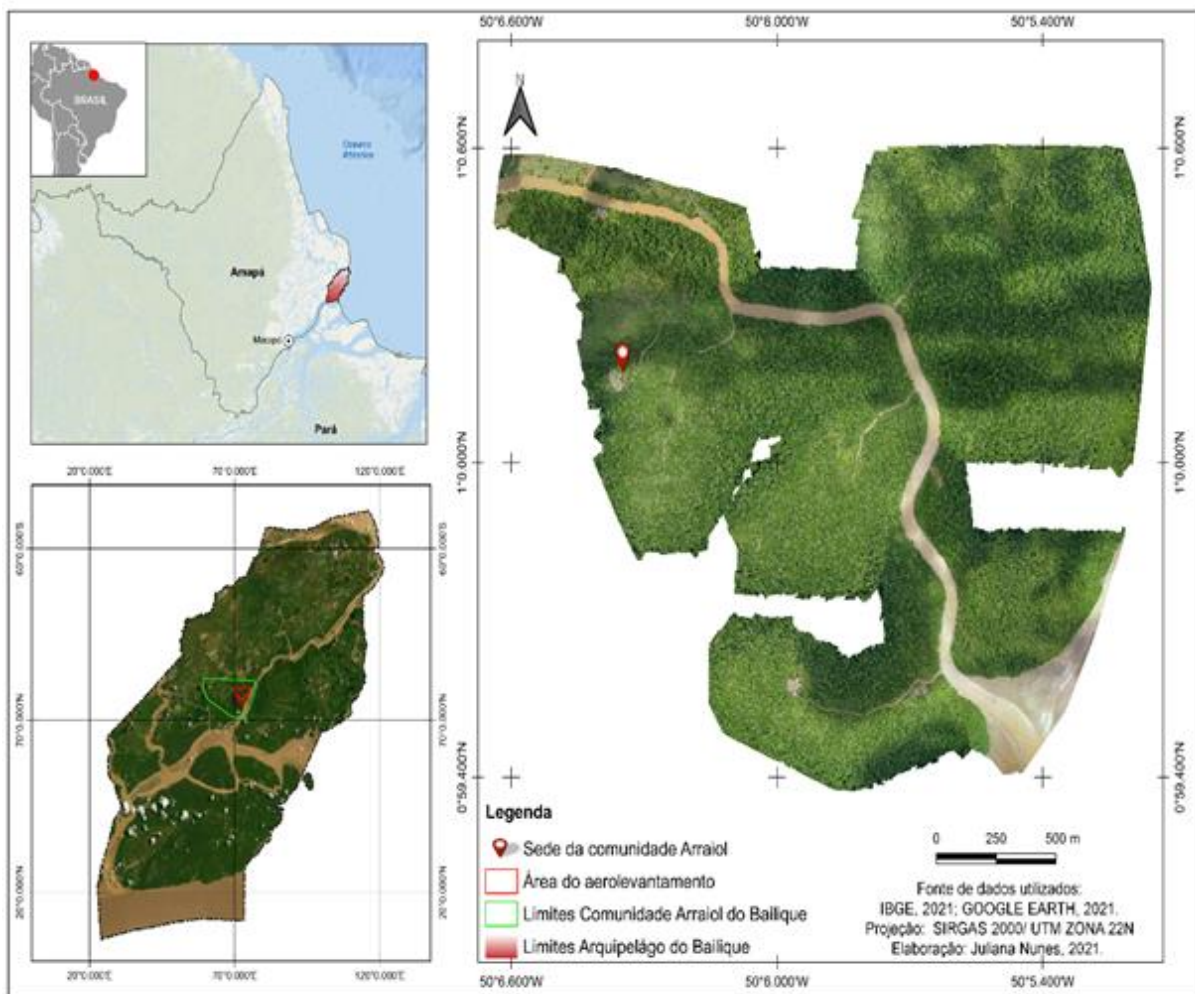 BRASIL
Oceano
Atlântico
Amapá
Macapá
Pará
20°0.000'E 70°0.000'E 120°0.000'E
60°0.000'S
70°0.000'N
20°0.000'N
60°0.000'S
70°0.000'N
20°0.000'N
20°0.000'E 70°0.000'E 120°0.000'E
50°6.600'W 50°6.000'W 50°5.400'W
N
1°0.600'N
1°0.000'N
0°59.400'N
1°0.600'N
1°0.000'N
0°59.400'N
Legenda
Sede da comunidade Arraiol
Área do aerolevantamento
Limites Comunidade Arraiol do Bailique
Limites Arquipelágo do Bailique
0 250 500 m
Fonte de dados utilizados:
IBGE, 2021; GOOGLE EARTH, 2021.
Projeção: SIRGAS 2000/ UTM ZONA 22N
Elaboração: Juliana Nunes, 2021.
50°6.600'W 50°6.000'W 50°5.400'W